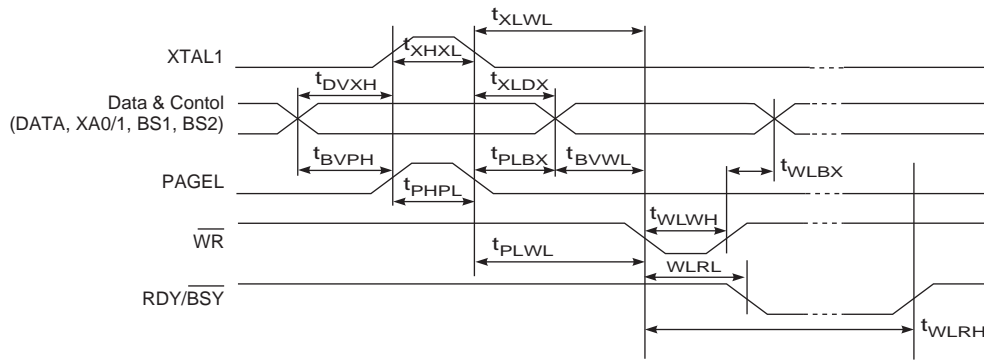 tXLWL
XTAL1
tXHXL
tDVXH
tXLDX
Data & Contol
(DATA, XA0/1, BS1, BS2)
tBVPH
tPLBX
tBVWL
tWLBX
PAGEL
tPHPL
tWLWH
WR
tPLWL
WLRL
RDY/BSY
tWLRH